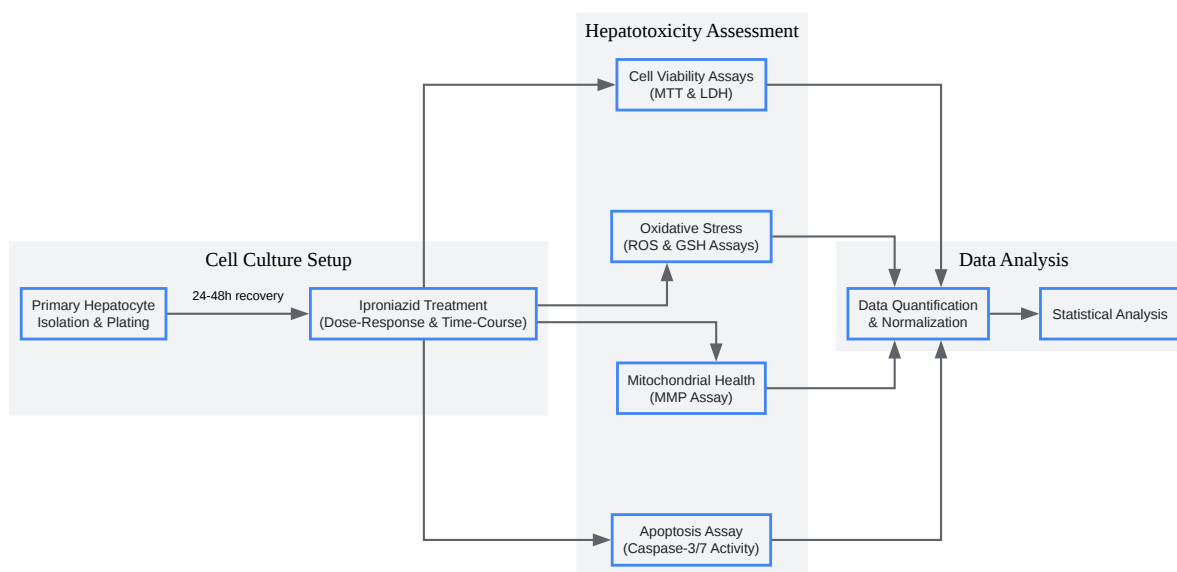 Hepatotoxicity Assessment
Cell Viability Assays
(MTT & LDH)
Oxidative Stress
(ROS & GSH Assays)
Cell Culture Setup
Data Analysis
24-48h recovery
Primary Hepatocyte
Isolation & Plating
Iproniazid Treatment
(Dose-Response & Time-Course)
Data Quantification
& Normalization
Statistical Analysis
Mitochondrial Health
(MMP Assay)
Apoptosis Assay
(Caspase-3/7 Activity)